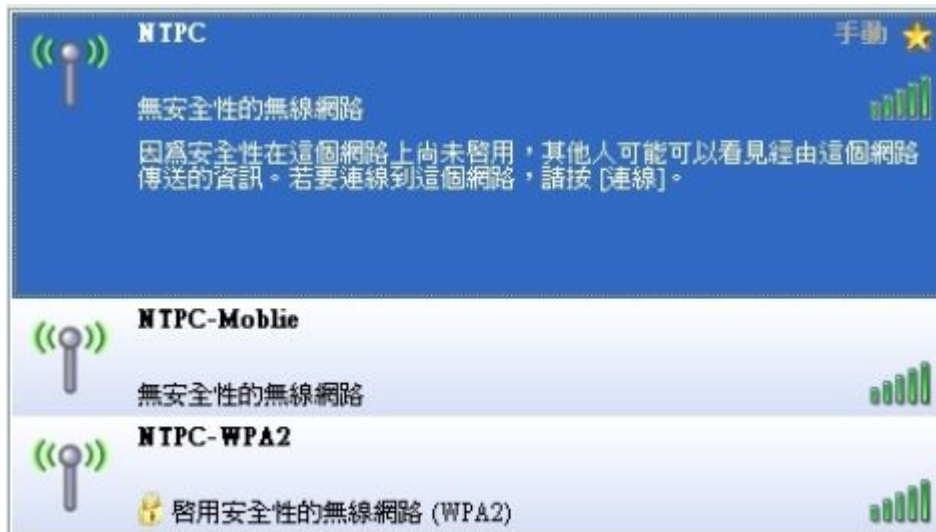 NTPC
手動
無安全性的無線網路
因為安全性在這個網路上尚未啓用，其他人可能可以看見經由這個網路
傳送的資訊。若要連線到這個網路，請按 [連線]。
NTPC-Moblie
無安全性的無線網路
NTPC-WPA2
啓用安全性的無線網路 (WPA2)